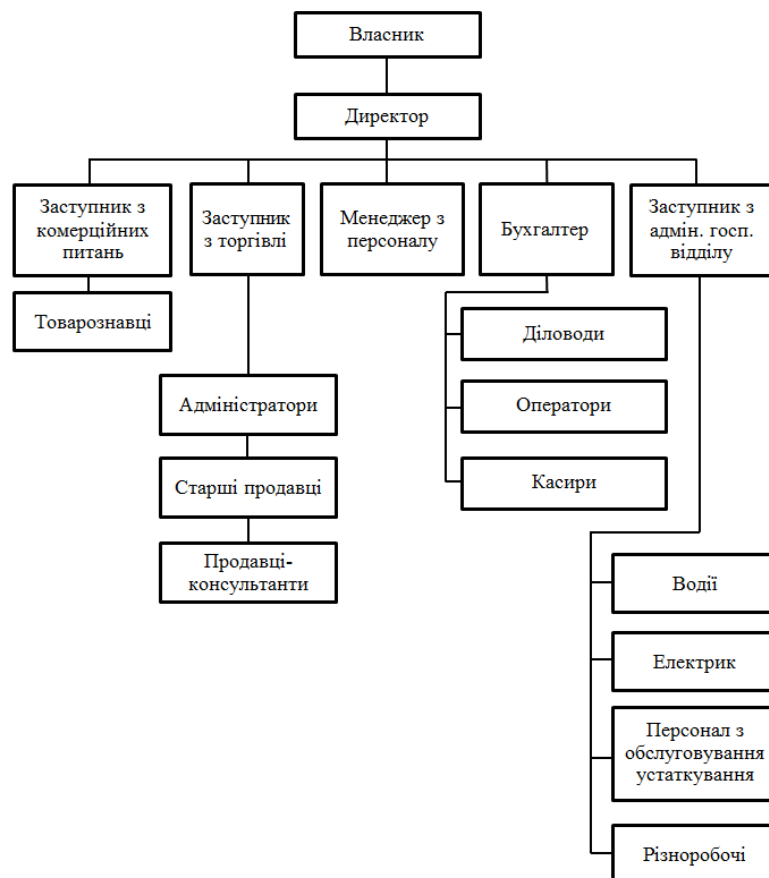 Власник
Директор
Заступник з
комерційних
питань
Заступник
з торгівлі
Менеджер з
персоналу
Бухгалтер
Заступник з
адмін. госп.
відділу
Товарознавці
Діловоди
Адміністратори
Оператори
Старші продавці
Касири
Продавці-
консультанти
Водії
Електрик
Персонал з
обслуговування
устаткування
Різноробочі